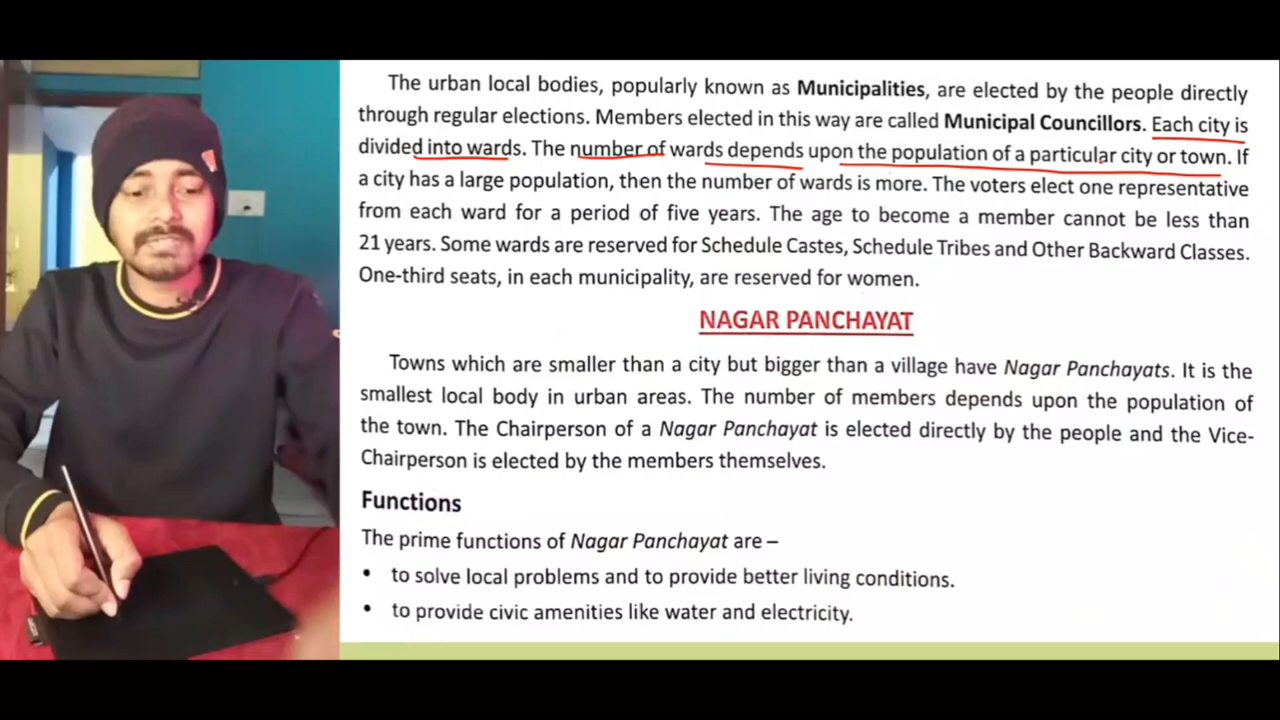 The urban local bodies, popularly known as Municipalities, are elected by the people directly
through regular elections. Members elected in this way are called Municipal Councillors. Each city is
divided into wards. The number of wards depends upon the population of a particular city or town. If
a city has a large population, then the number of wards is more. The voters elect one representative
from each ward for a period of five years. The age to become a member cannot be less than
21 years. Some wards are reserved for Schedule Castes, Schedule Tribes and Other Backward Classes.
One-third seats, in each municipality, are reserved for women.
NAGAR PANCHAYAT
Towns which are smaller than a city but bigger than a village have Nagar Panchayats. It is the
smallest local body in urban areas. The number of members depends upon the population of
the town. The Chairperson of a Nagar Panchayat is elected directly by the people and the Vice-
Chairperson is elected by the members themselves.
Functions
The prime functions of Nagar Panchayat are –
• to solve local problems and to provide better living conditions.
• to provide civic amenities like water and electricity.